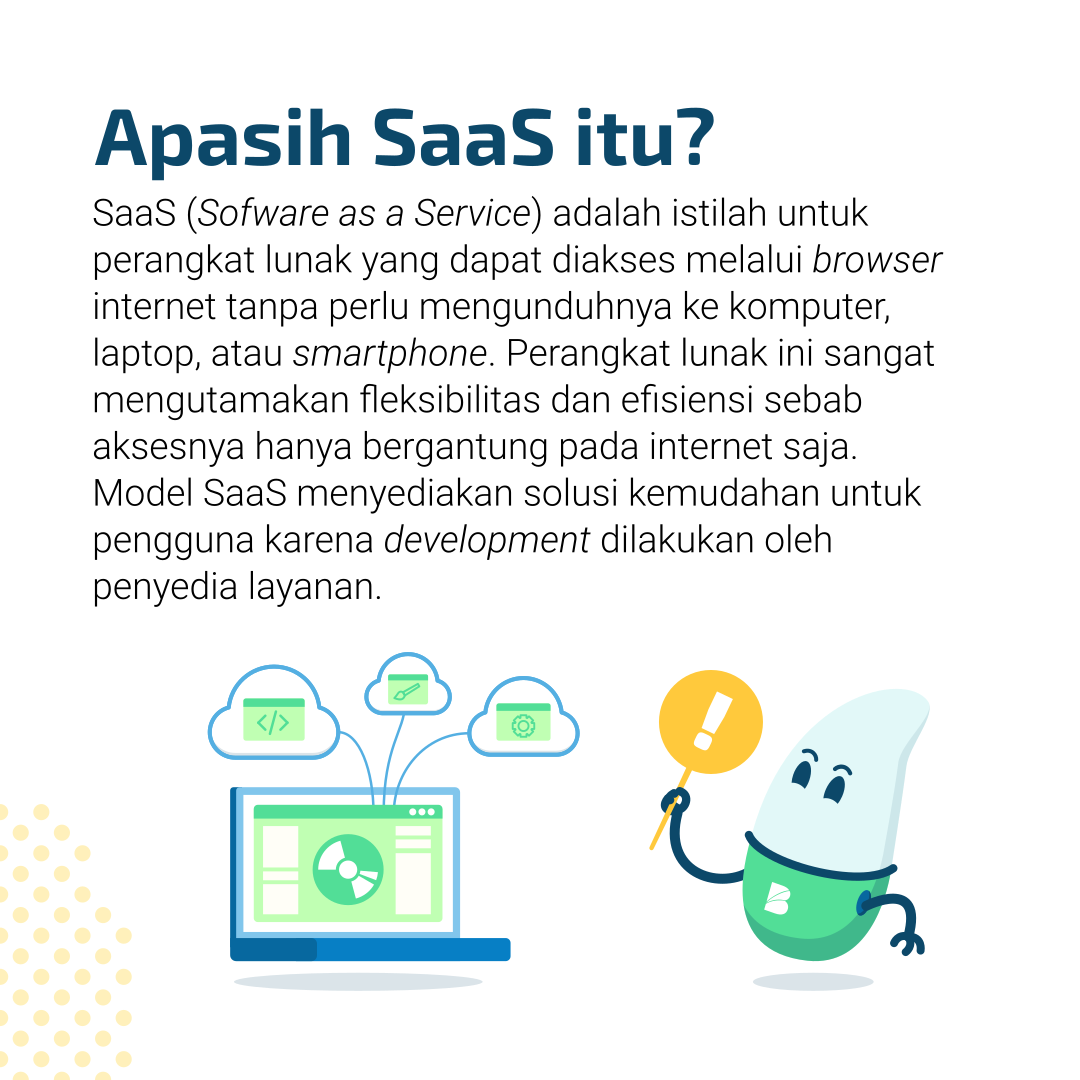 Apasih SaaS itu?
SaaS (Sofware as a Service) adalah istilah untuk
perangkat lunak yang dapat diakses melalui browser
internet tanpa perlu mengunduhnya ke komputer,
laptop, atau smartphone. Perangkat lunak ini sangat
mengutamakan fleksibilitas dan efisiensi sebab
aksesnya hanya bergantung pada internet saja.
Model SaaS menyediakan solusi kemudahan untuk
pengguna karena development dilakukan oleh
penyedia layanan.